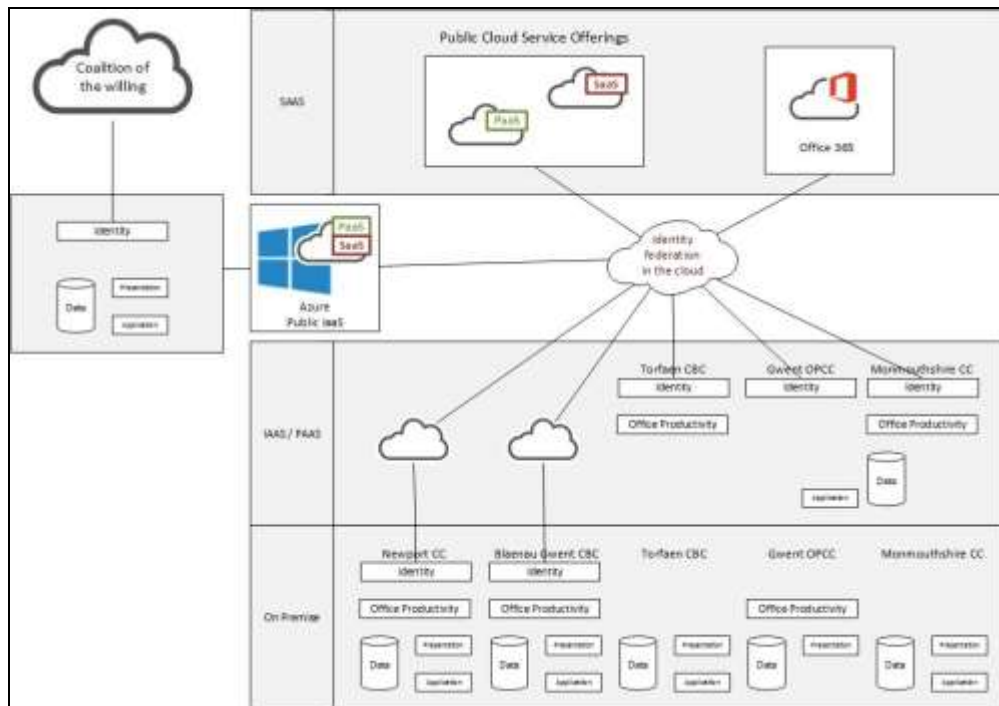 Coalition of
the willing
Identity
Data
Presentation
Application
SAAS
Public Cloud Service Offerings
SaaS
PaaS
Office 365
PaaS
SaaS
Azure
Public IaaS
Identity
federation
in the cloud
IAAS / PAAS
Torfaen CBC
Identity
Office Productivity
Gwent OPCC
Identity
Application
Monmouthshire CC
Identity
Office Productivity
Data
On Premise
Newport CC
Identity
Office Productivity
Data
Presentation
Application
Blaenau Gwent CBC
Identity
Office Productivity
Data
Presentation
Application
Torfaen CBC
Data
Presentation
Application
Gwent OPCC
Office Productivity
Data
Presentation
Monmouthshire CC
Data
Presentation
Application